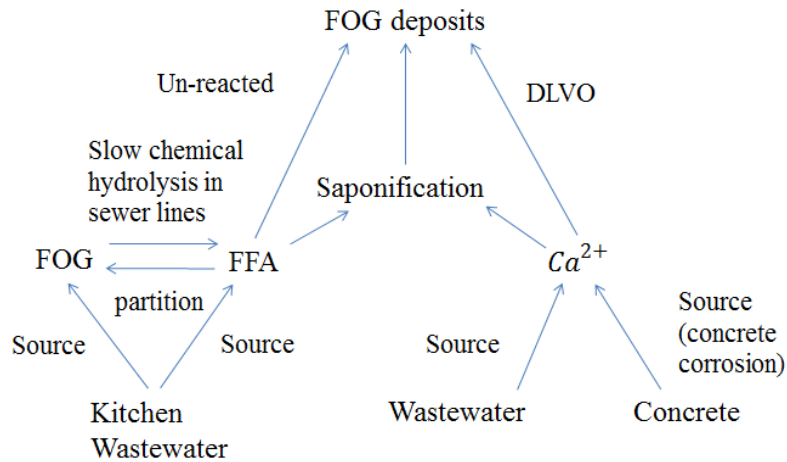 FOG deposits
Un-reacted
DLVO
Slow chemical
hydrolysis in
sewer lines
Saponification
FOG
FFA
Ca²⁺
partition
Source
Source
Source
Source
(concrete
corrosion)
Kitchen
Wastewater
Wastewater
Concrete